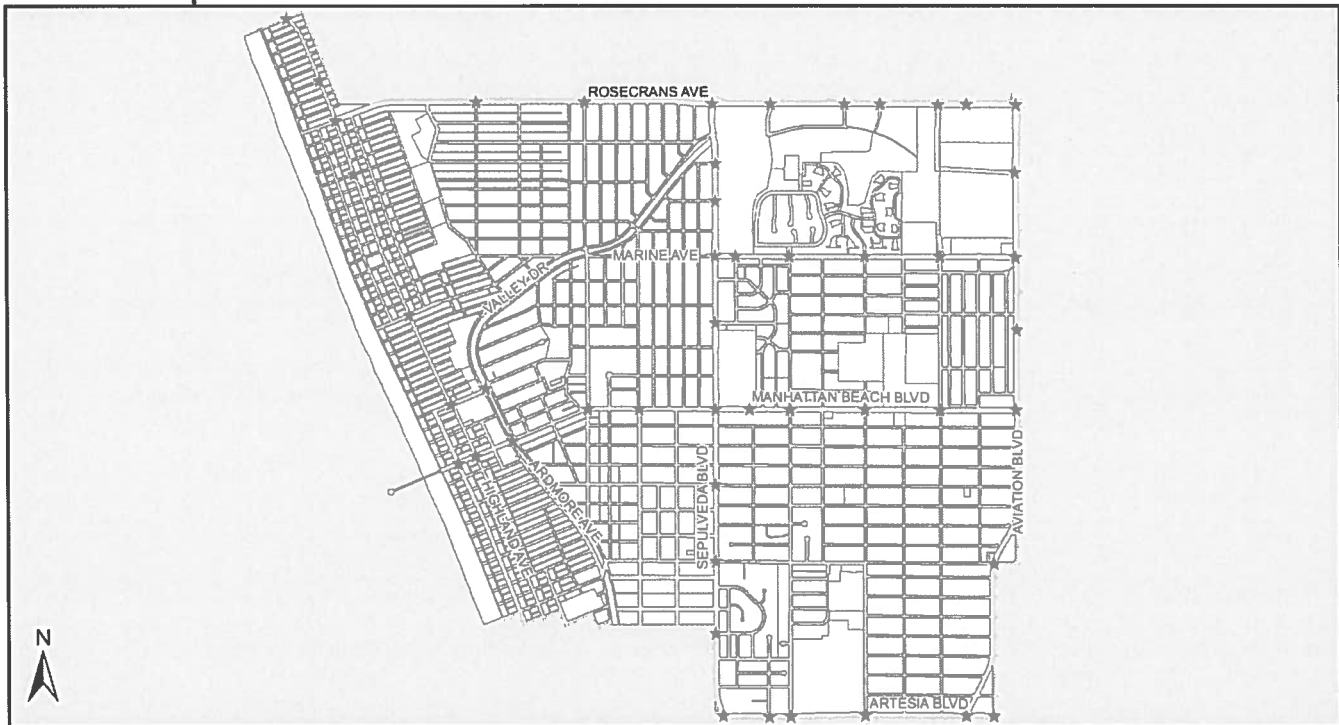 ROSECRANS AVE
MARINE AVE
VALLEY DR
MANHATTAN BEACH BLVD
SEPULVEDA BLVD
AVIATION BLVD
ARDMORE AVE
HIGHLAND AVE
N
ARTESIA BLVD